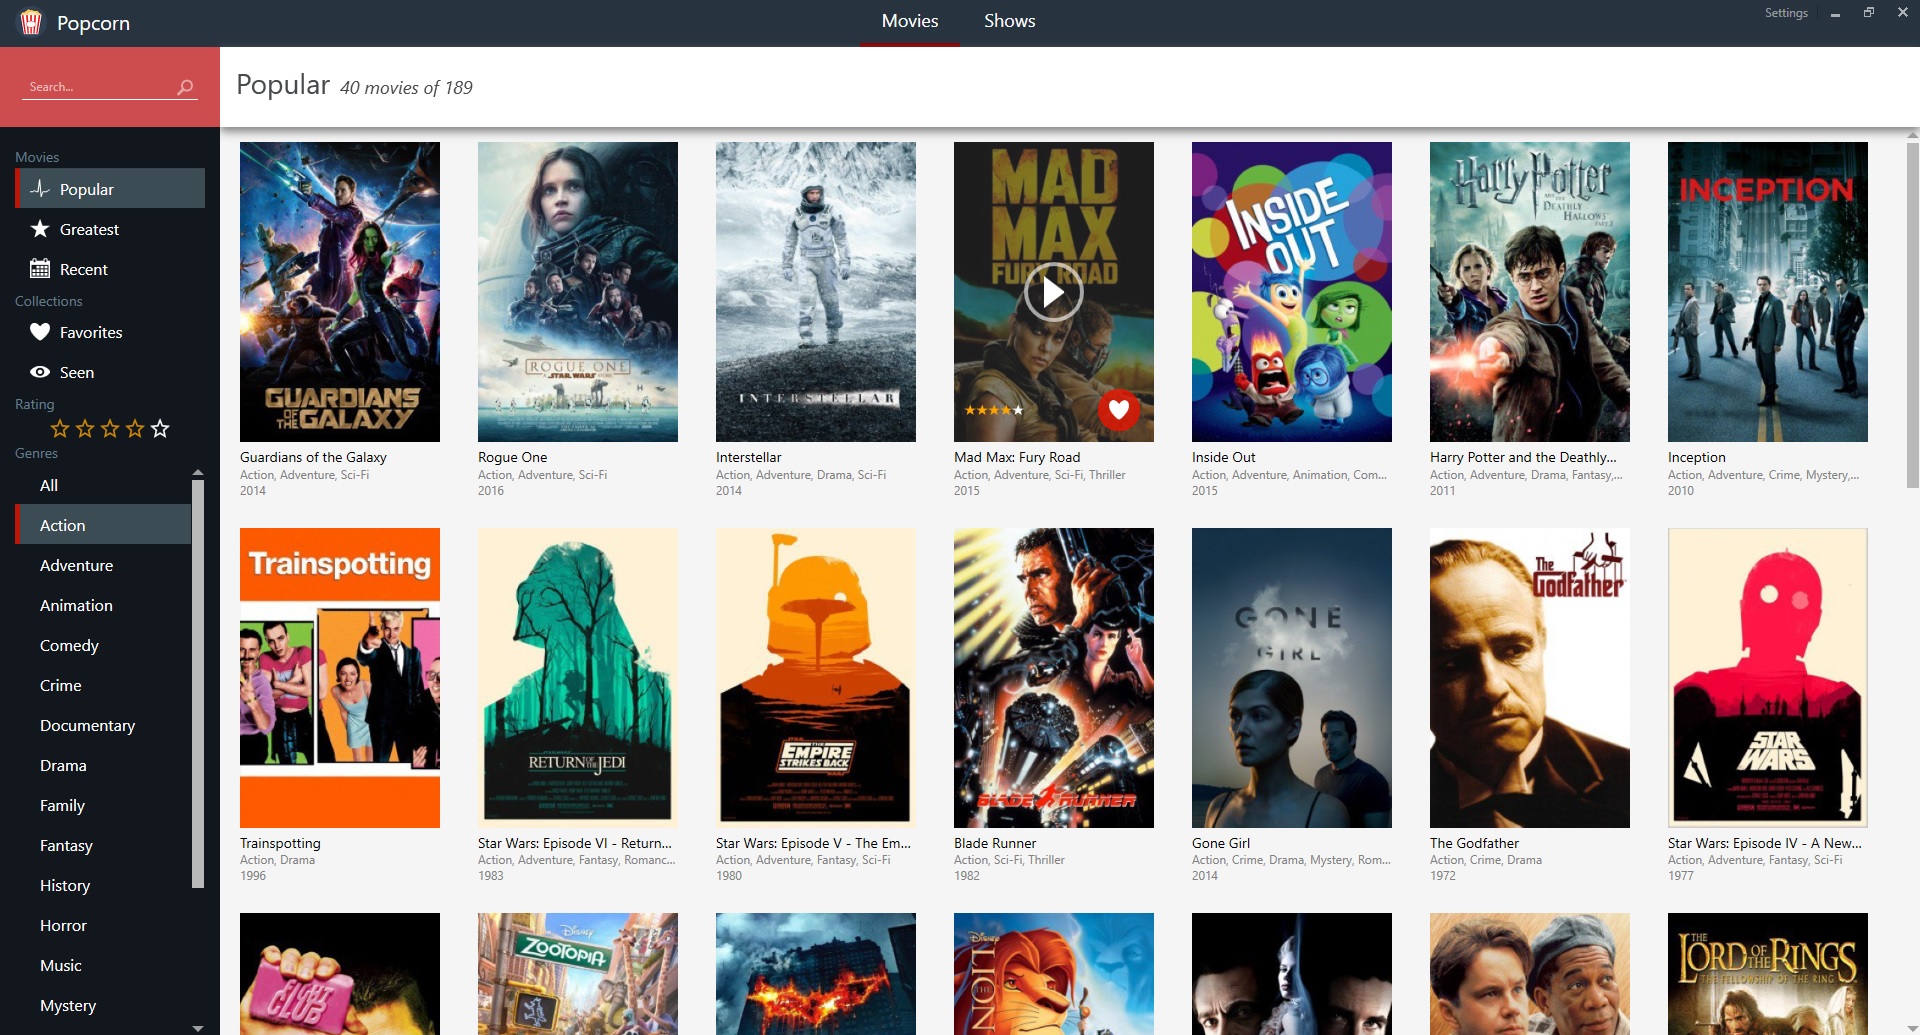 Popcorn
Movies
Shows
Settings
Search...
Popular 40 movies of 189
Movies
Popular
Greatest
Recent
Collections
Favorites
Seen
Rating
Genres
All
Action
Adventure
Animation
Comedy
Crime
Documentary
Drama
Family
Fantasy
History
Horror
Music
Mystery
GUARDIANS
OF THE GALAXY
Guardians of the Galaxy
Action, Adventure, Sci-Fi
2014
ROGUE ONE
A STAR WARS STORY
Rogue One
Action, Adventure, Sci-Fi
2016
INTERSTELLAR
Interstellar
Action, Adventure, Drama, Sci-Fi
2014
MAD
MAX
FURY ROAD
Mad Max: Fury Road
Action, Adventure, Sci-Fi, Thriller
2015
INSIDE
OUT
Inside Out
Action, Adventure, Animation, Com...
2015
Harry Potter
AND THE
DEATHLY
HALLOWS
PART 2
Harry Potter and the Deathly...
Action, Adventure, Drama, Fantasy,...
2011
INCEPTION
Inception
Action, Adventure, Crime, Mystery,...
2010
Trainspotting
Trainspotting
Action, Drama
1996
RETURN OF THE JEDI
Star Wars: Episode VI - Return...
Action, Adventure, Fantasy, Romanc...
1983
STAR
THE
EMPIRE
STRIKES BACK
WARS
Star Wars: Episode V - The Em...
Action, Adventure, Fantasy, Sci-Fi
1980
BLADE RUNNER
Blade Runner
Action, Sci-Fi, Thriller
1982
GONE
GIRL
Gone Girl
Action, Crime, Drama, Mystery, Rom...
2014
The
Godfather
The Godfather
Action, Crime, Drama
1972
STAR
WARS
Star Wars: Episode IV - A New...
Action, Adventure, Fantasy, Sci-Fi
1977
FIGHT
CLUB
Disney
ZOOTOPIA
Disney
THE
LION
THE
LORD OF THE RINGS
THE FELLOWSHIP OF THE RING